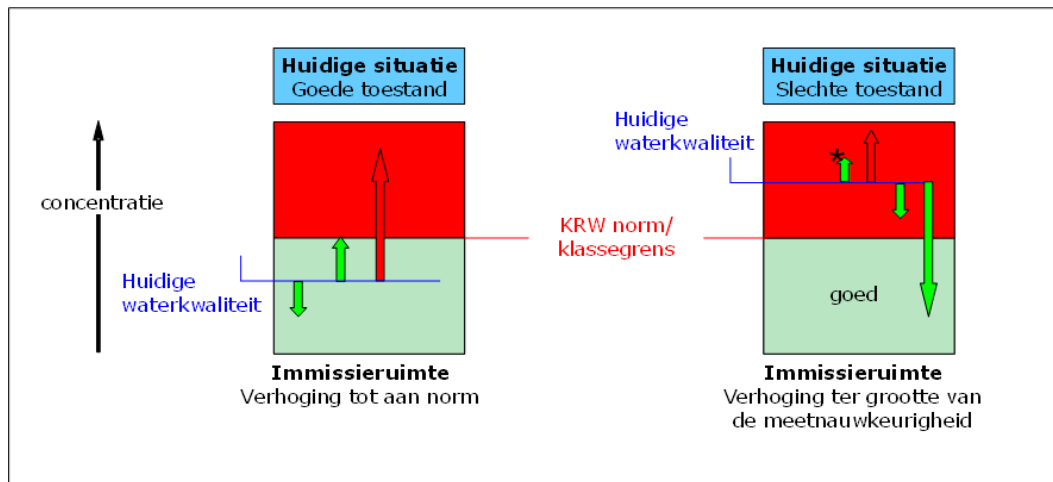 Huidige situatie
Goede toestand
Huidige situatie
Slechte toestand
Huidige
waterkwaliteit
*
concentratie
KRW norm/
klassegrens
Huidige
waterkwaliteit
goed
Immissieruimte
Verhoging tot aan norm
Immissieruimte
Verhoging ter grootte van
de meetnauwkeurigheid